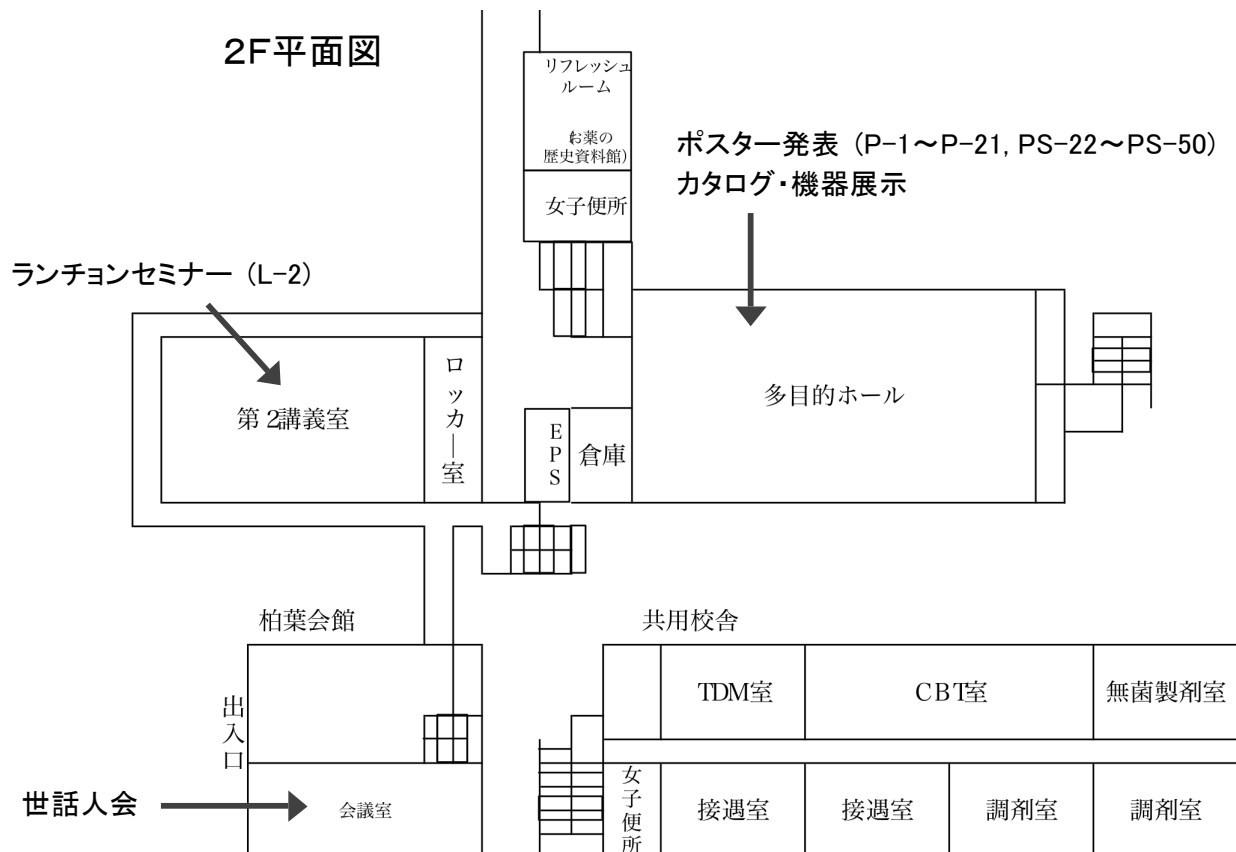 2F平面図
リフレッシュ
ルーム
(お薬の
歴史資料館)
女子便所
ポスター発表 (P-1～P-21, PS-22～PS-50)
カタログ・機器展示
ランチョンセミナー (L-2)
第2講義室
ロッカー室
EPS
倉庫
多目的ホール
柏葉会館
共用校舎
出入口
TDM室
CBT室
無菌製剤室
世話人会
会議室
女子便所
接遇室
接遇室
調剤室
調剤室